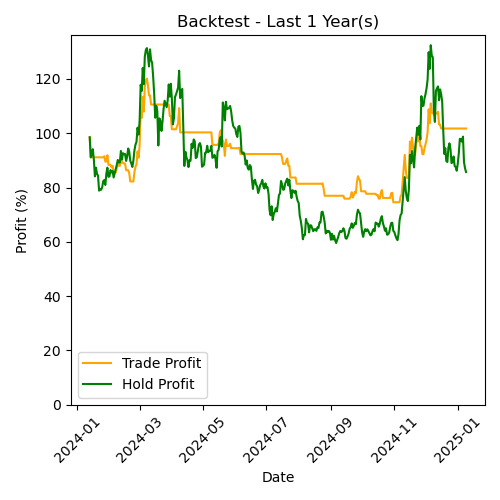 Backtest - Last 1 Year(s)
Profit (%)
120
100
80
60
40
20
0
Trade Profit
Hold Profit
2024-01
2024-03
2024-05
2024-07
2024-09
2024-11
2025-01
Date